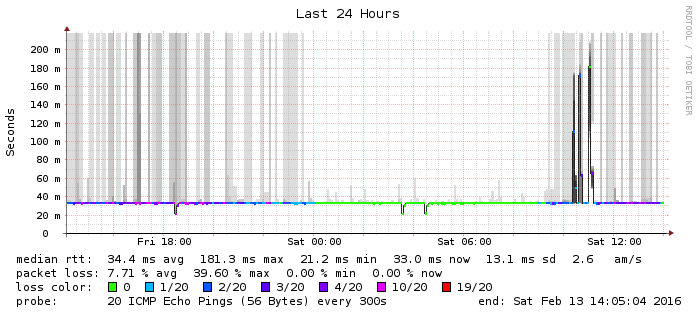 Last 24 Hours
RRDTOOL / TOBI OETIKER
Seconds
200 m
180 m
160 m
140 m
120 m
100 m
80 m
60 m
40 m
20 m
0
Fri 18:00 Sat 00:00 Sat 06:00 Sat 12:00
median rtt: 34.4 ms avg 181.3 ms max 21.2 ms min 33.0 ms now 13.1 ms sd 2.6 am/s
packet loss: 7.71 % avg 39.60 % max 0.00 % min 0.00 % now
loss color: 0 1/20 2/20 3/20 4/20 10/20 19/20
probe: 20 ICMP Echo Pings (56 Bytes) every 300s end: Sat Feb 13 14:05:04 2016